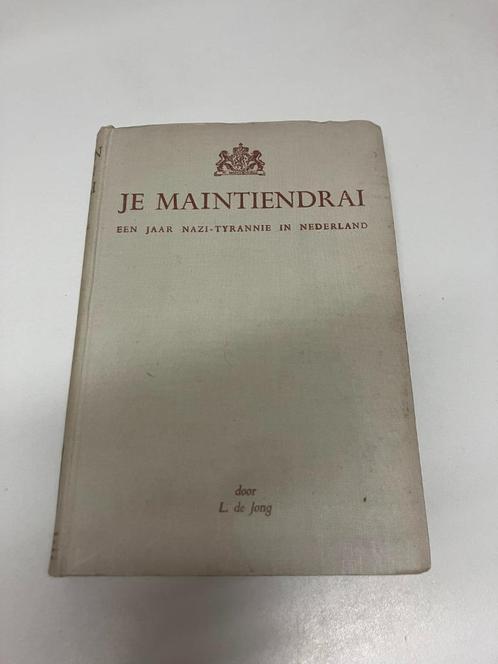 JE MAINTIENDRAI
EEN JAAR NAZI-TYRANNIE IN NEDERLAND
door
L. de Jong